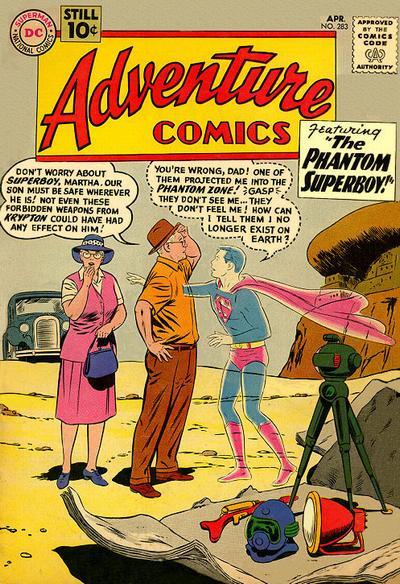 SUPERMAN
DC
NATIONAL COMICS
STILL
10¢
APR.
NO. 283
APPROVED
BY THE
COMICS
CODE
AUTHORITY
Adventure
COMICS
Featuring
"The
PHANTOM
SUPERBOY!"
DON'T WORRY ABOUT
SUPERBOY, MARTHA. OUR
SON MUST BE SAFE WHEREVER
HE IS! NOT EVEN THESE
FORBIDDEN WEAPONS FROM
KRYPTON COULD HAVE HAD
ANY EFFECT ON HIM!
YOU'RE WRONG, DAD! ONE OF
THEM PROJECTED ME INTO THE
PHANTOM ZONE! :GASP:
THEY DON'T SEE ME...THEY
DON'T FEEL ME! HOW CAN
I TELL THEM I NO
LONGER EXIST ON
EARTH?